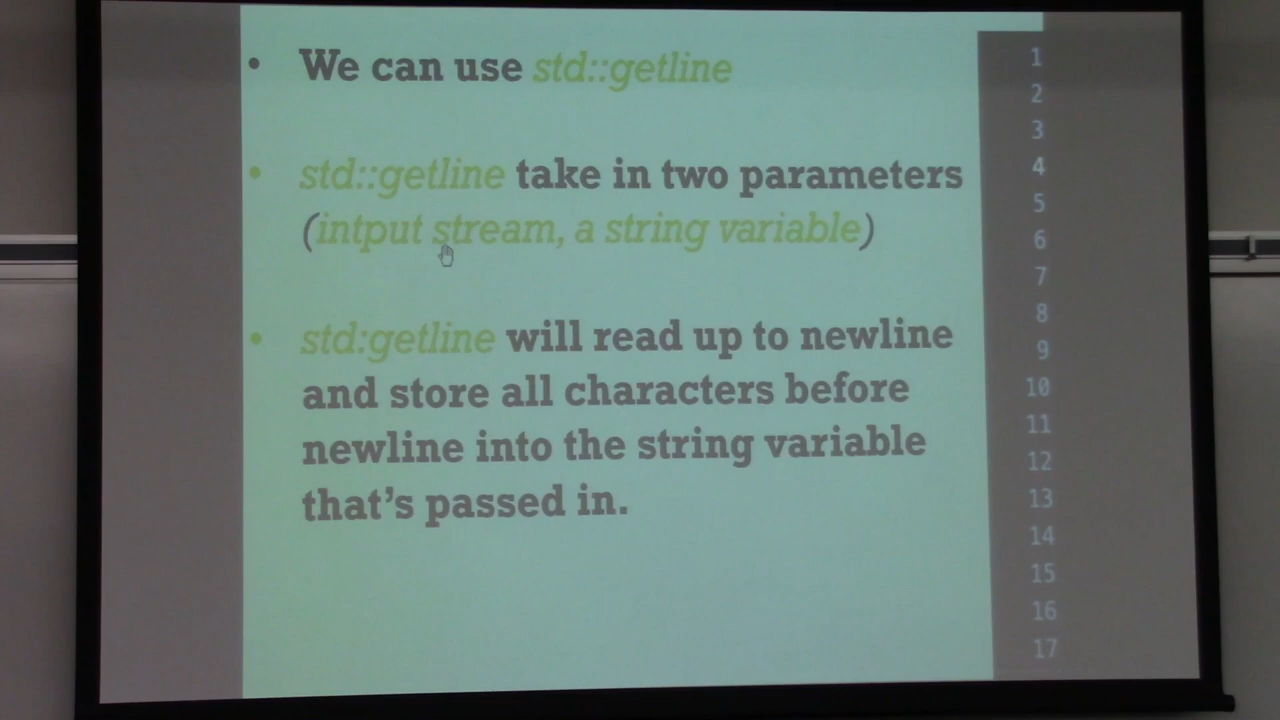 • We can use std::getline
• std::getline take in two parameters
(intput stream, a string variable)
• std:getline will read up to newline
and store all characters before
newline into the string variable
that's passed in.
1
2
3
4
5
6
7
8
9
10
11
12
13
14
15
16
17